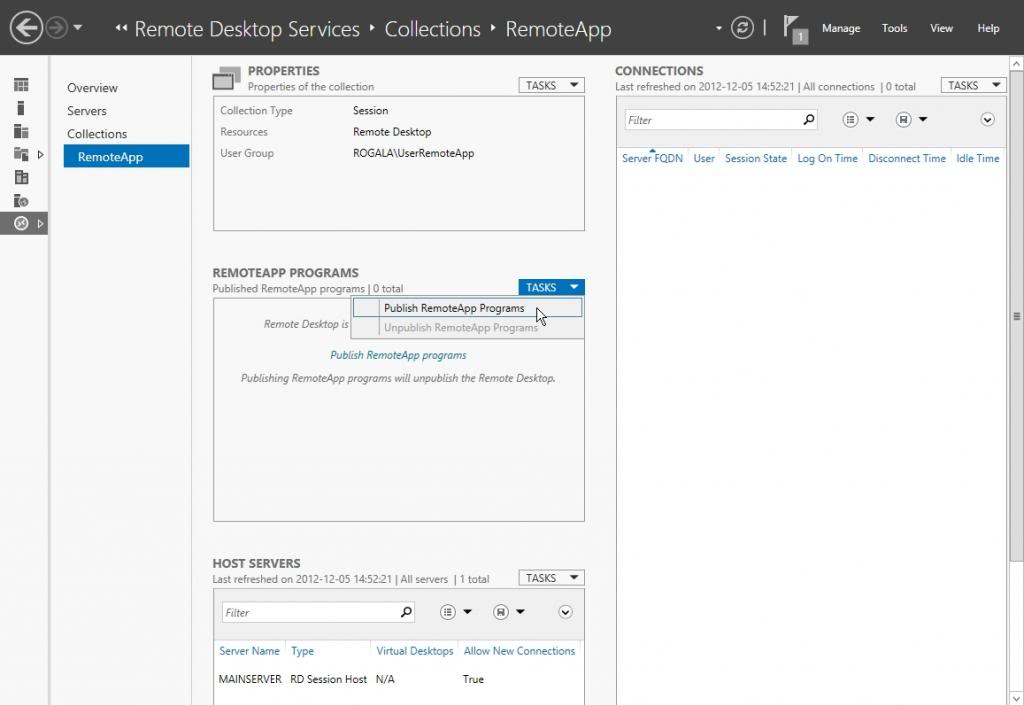 Remote Desktop Services ‣ Collections ‣ RemoteApp
1
Manage Tools View Help
Overview
Servers
Collections
RemoteApp
PROPERTIES
Properties of the collection
TASKS
Collection Type Session
Resources Remote Desktop
User Group ROGALA\UserRemoteApp
REMOTEAPP PROGRAMS
Published RemoteApp programs | 0 total
TASKS
Publish RemoteApp Programs
Unpublish RemoteApp Programs
Remote Desktop is
Publish RemoteApp programs
Publishing RemoteApp programs will unpublish the Remote Desktop.
HOST SERVERS
Last refreshed on 2012-12-05 14:52:21 | All servers | 1 total
TASKS
Filter
Server Name Type Virtual Desktops Allow New Connections
MAINSERVER RD Session Host N/A True
CONNECTIONS
Last refreshed on 2012-12-05 14:52:21 | All connections | 0 total
TASKS
Filter
Server FQDN User Session State Log On Time Disconnect Time Idle Time